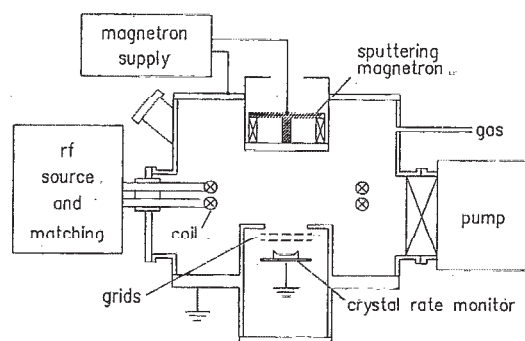 magnetron
supply
sputtering
magnetron
gas
rf
source
and
matching
coil
pump
grids
crystal rate monitor